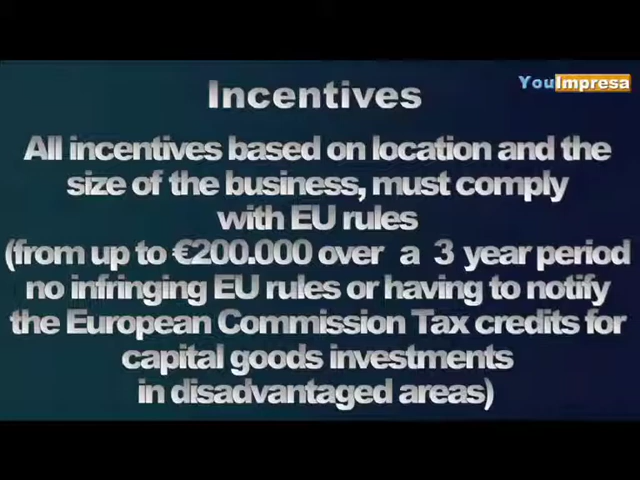 YouImpresa
Incentives
All incentives based on location and the
size of the business, must comply
with EU rules
(from up to €200.000 over a 3 year period
no infringing EU rules or having to notify
the European Commission Tax credits for
capital goods investments
in disadvantaged areas)